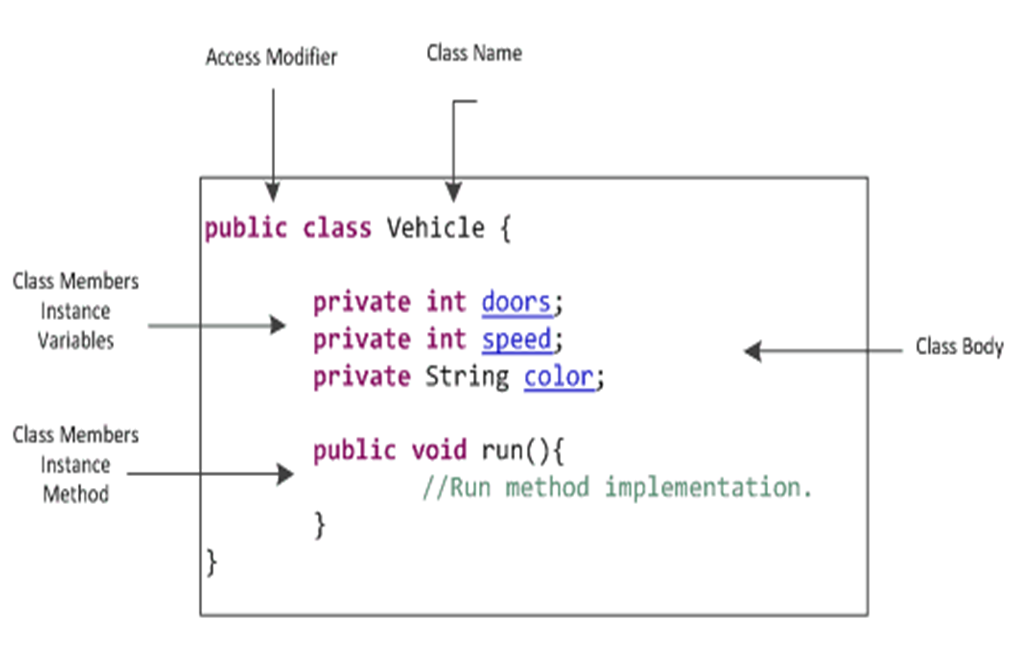 Access Modifier
Class Name
public class Vehicle {
Class Members
Instance
Variables
private int doors;
private int speed;
private String color;
Class Body
Class Members
Instance
Method
public void run(){
//Run method implementation.
}
}